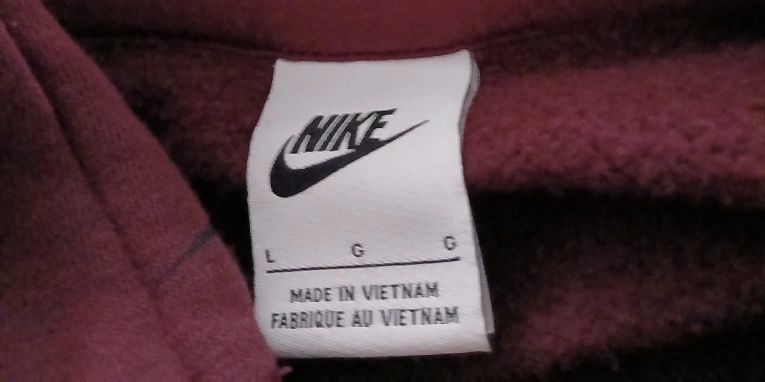 NIKE
L G G
MADE IN VIETNAM
FABRIQUE AU VIETNAM